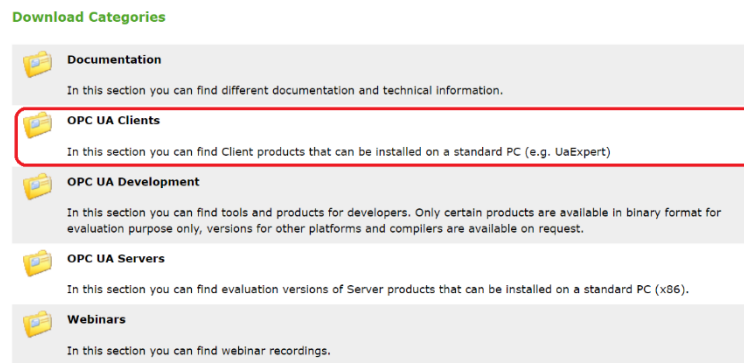 Download Categories
Documentation
In this section you can find different documentation and technical information.
OPC UA Clients
In this section you can find Client products that can be installed on a standard PC (e.g. UaExpert)
OPC UA Development
In this section you can find tools and products for developers. Only certain products are available in binary format for
evaluation purpose only, versions for other platforms and compilers are available on request.
OPC UA Servers
In this section you can find evaluation versions of Server products that can be installed on a standard PC (x86).
Webinars
In this section you can find webinar recordings.